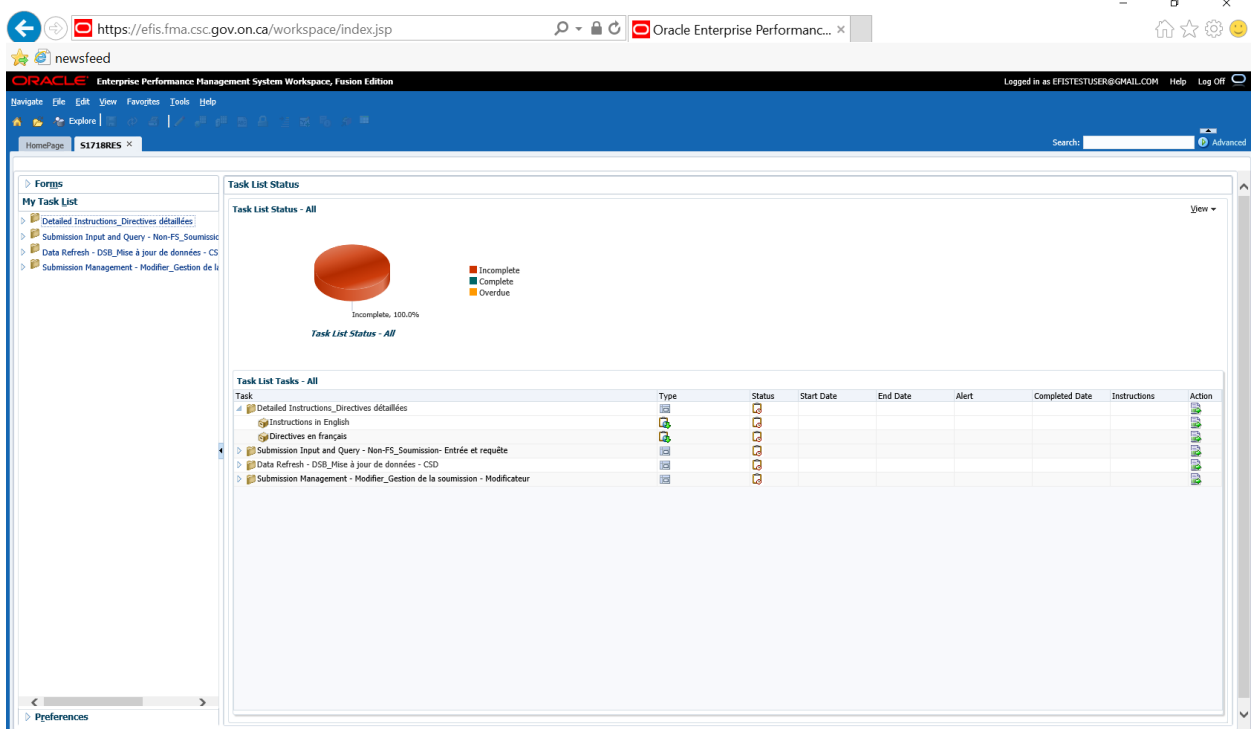 https://efis.fma.csc.gov.on.ca/workspace/index.jsp
Oracle Enterprise Performanc... ×
newsfeed
ORACLE Enterprise Performance Management System Workspace, Fusion Edition
Logged in as EFISTESTUSER@GMAIL.COM Help Log Off
Navigate File Edit View Favorites Tools Help
Explore
HomePage S1718RES ×
Search: Advanced
Forms
My Task List
Detailed Instructions_Directives détaillées
Submission Input and Query - Non-FS_Soumissic
Data Refresh - DSB_Mise à jour de données - CS
Submission Management - Modifier_Gestion de la
Preferences
Task List Status
Task List Status - All
View
Incomplete
Complete
Overdue
Incomplete, 100.0%
Task List Status - All
Task List Tasks - All
Task Type Status Start Date End Date Alert Completed Date Instructions Action
Detailed Instructions_Directives détaillées
Instructions in English
Directives en français
Submission Input and Query - Non-FS_Soumission- Entrée et requête
Data Refresh - DSB_Mise à jour de données - CSD
Submission Management - Modifier_Gestion de la soumission - Modificateur